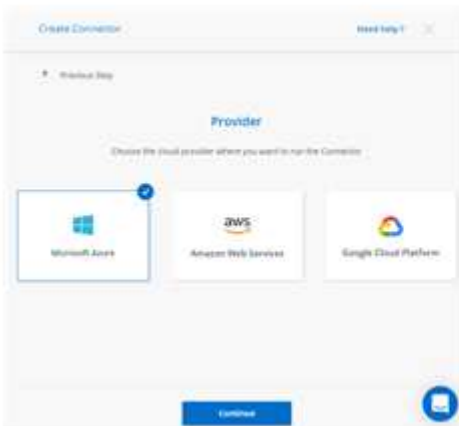 Create Connector
Need help?
Previous Step
Provider
Choose the cloud provider where you want to run the Connector
Microsoft Azure
aws
Amazon Web Services
Google Cloud Platform
Continue